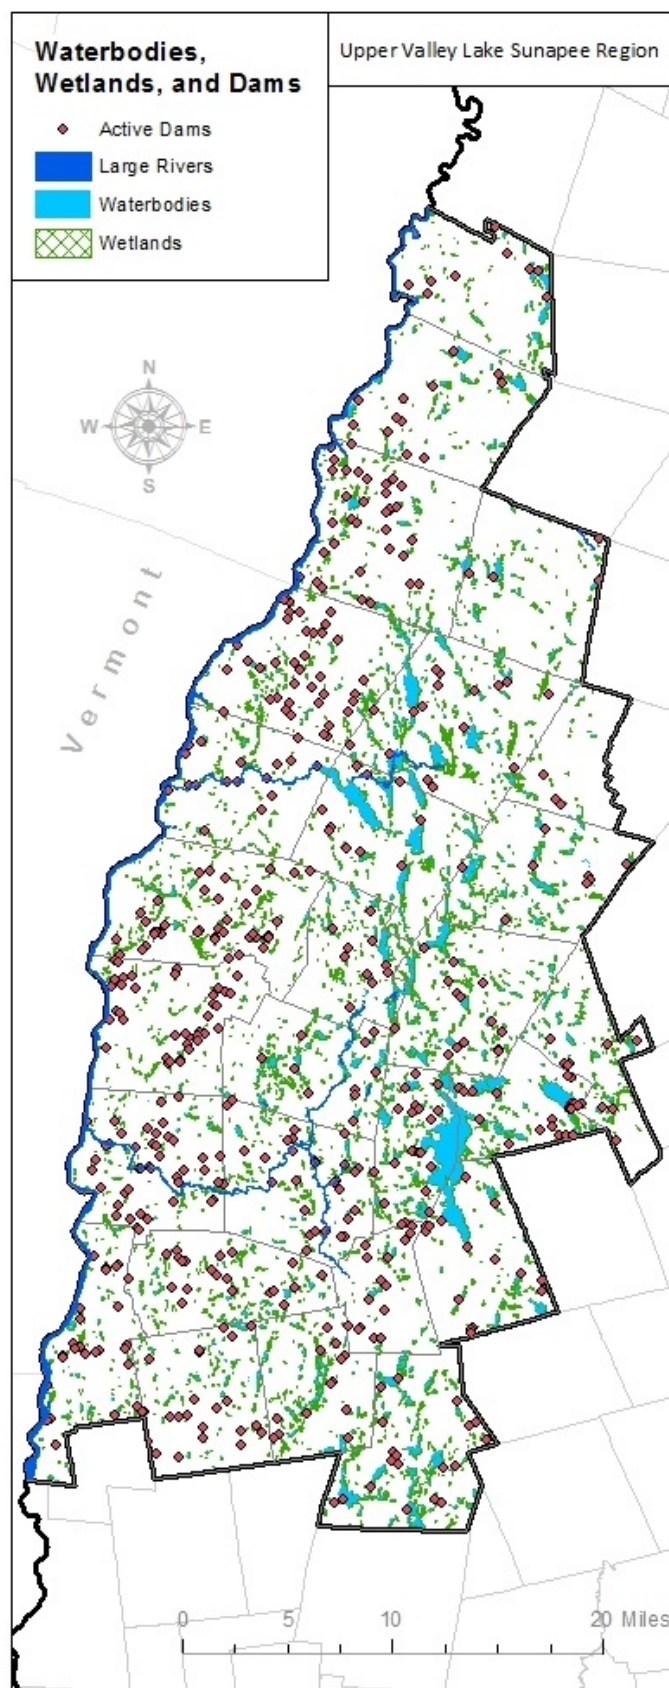 Waterbodies,
Wetlands, and Dams
Upper Valley Lake Sunapee Region
Active Dams
Large Rivers
Waterbodies
Wetlands
N
W E
S
Vermont
0 5 10 20 Miles